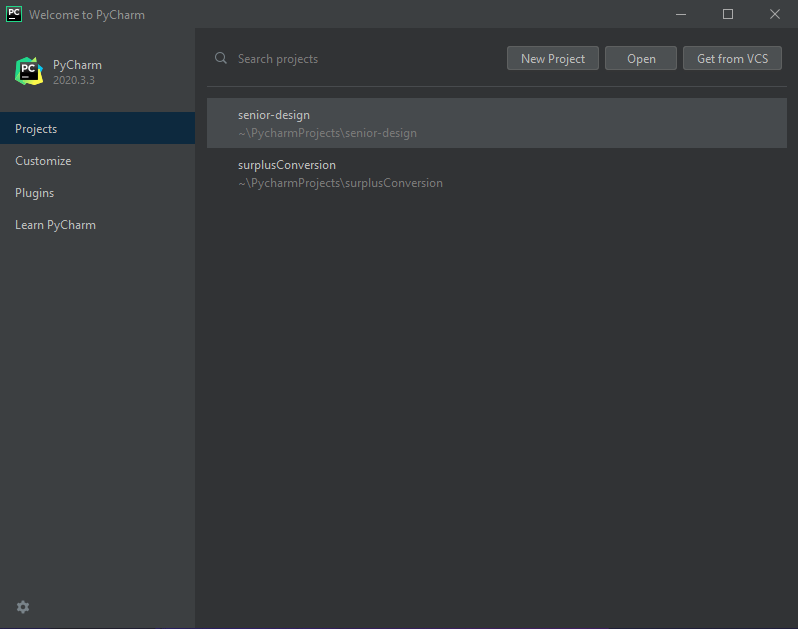 PC Welcome to PyCharm
PC
PyCharm
2020.3.3
Search projects
New Project
Open
Get from VCS
Projects
Customize
Plugins
Learn PyCharm
senior-design
~\PycharmProjects\senior-design
surplusConversion
~\PycharmProjects\surplusConversion